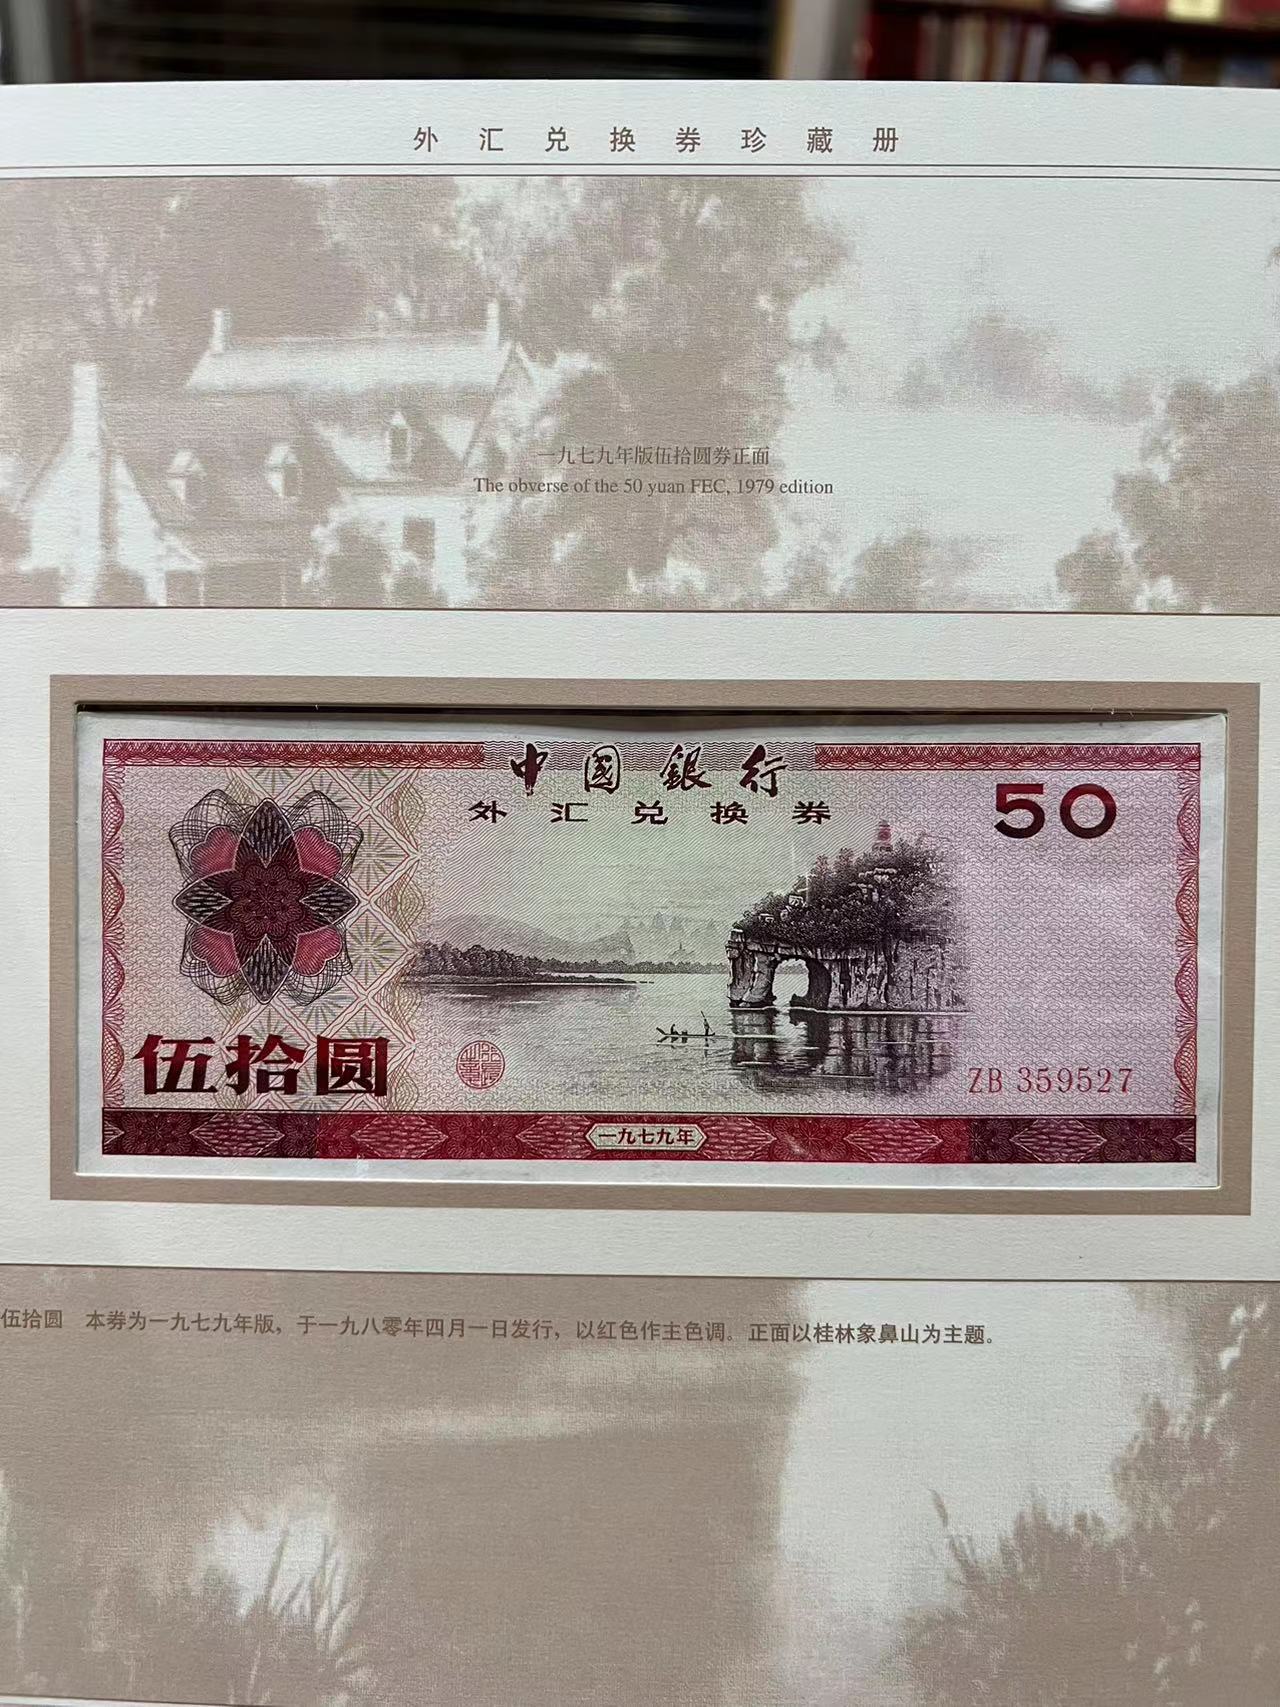 外汇兑换券珍藏册
一九七九年版伍拾圆券正面
The obverse of the 50 yuan FEC, 1979 edition
中國銀行
外汇兑换券
50
伍拾圆
ZB 359527
一九七九年
伍拾圆 本券为一九七九年版，于一九八零年四月一日发行，以红色作主色调。正面以桂林象鼻山为主题。